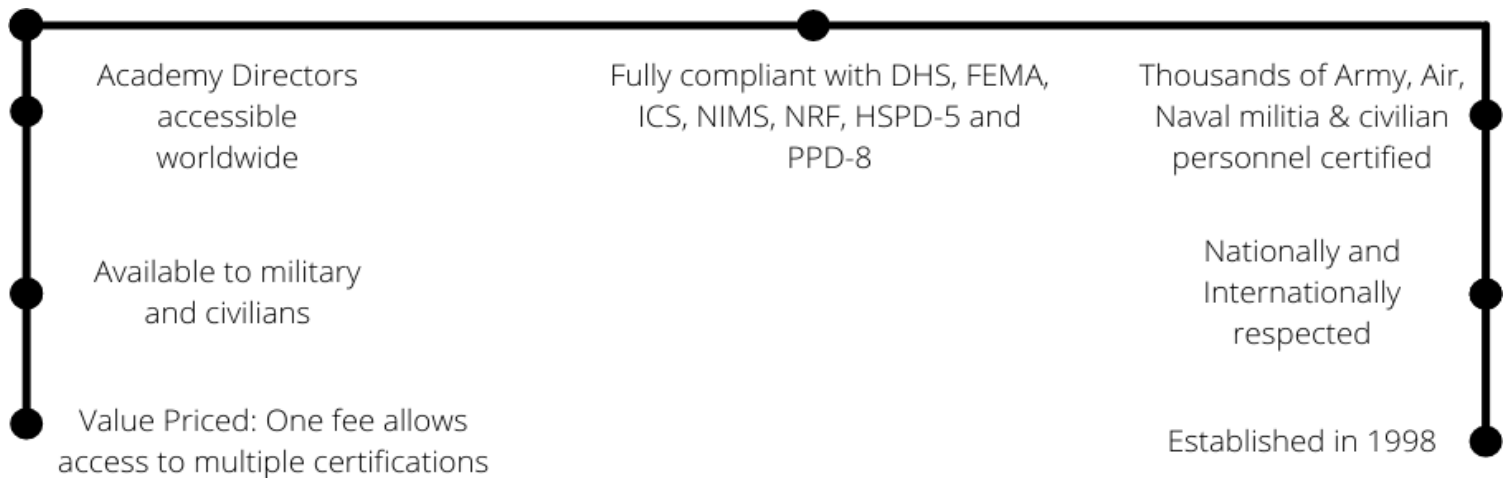 Academy Directors
accessible
worldwide
Fully compliant with DHS, FEMA,
ICS, NIMS, NRF, HSPD-5 and
PPD-8
Thousands of Army, Air,
Naval militia & civilian
personnel certified
Available to military
and civilians
Nationally and
Internationally
respected
Value Priced: One fee allows
access to multiple certifications
Established in 1998